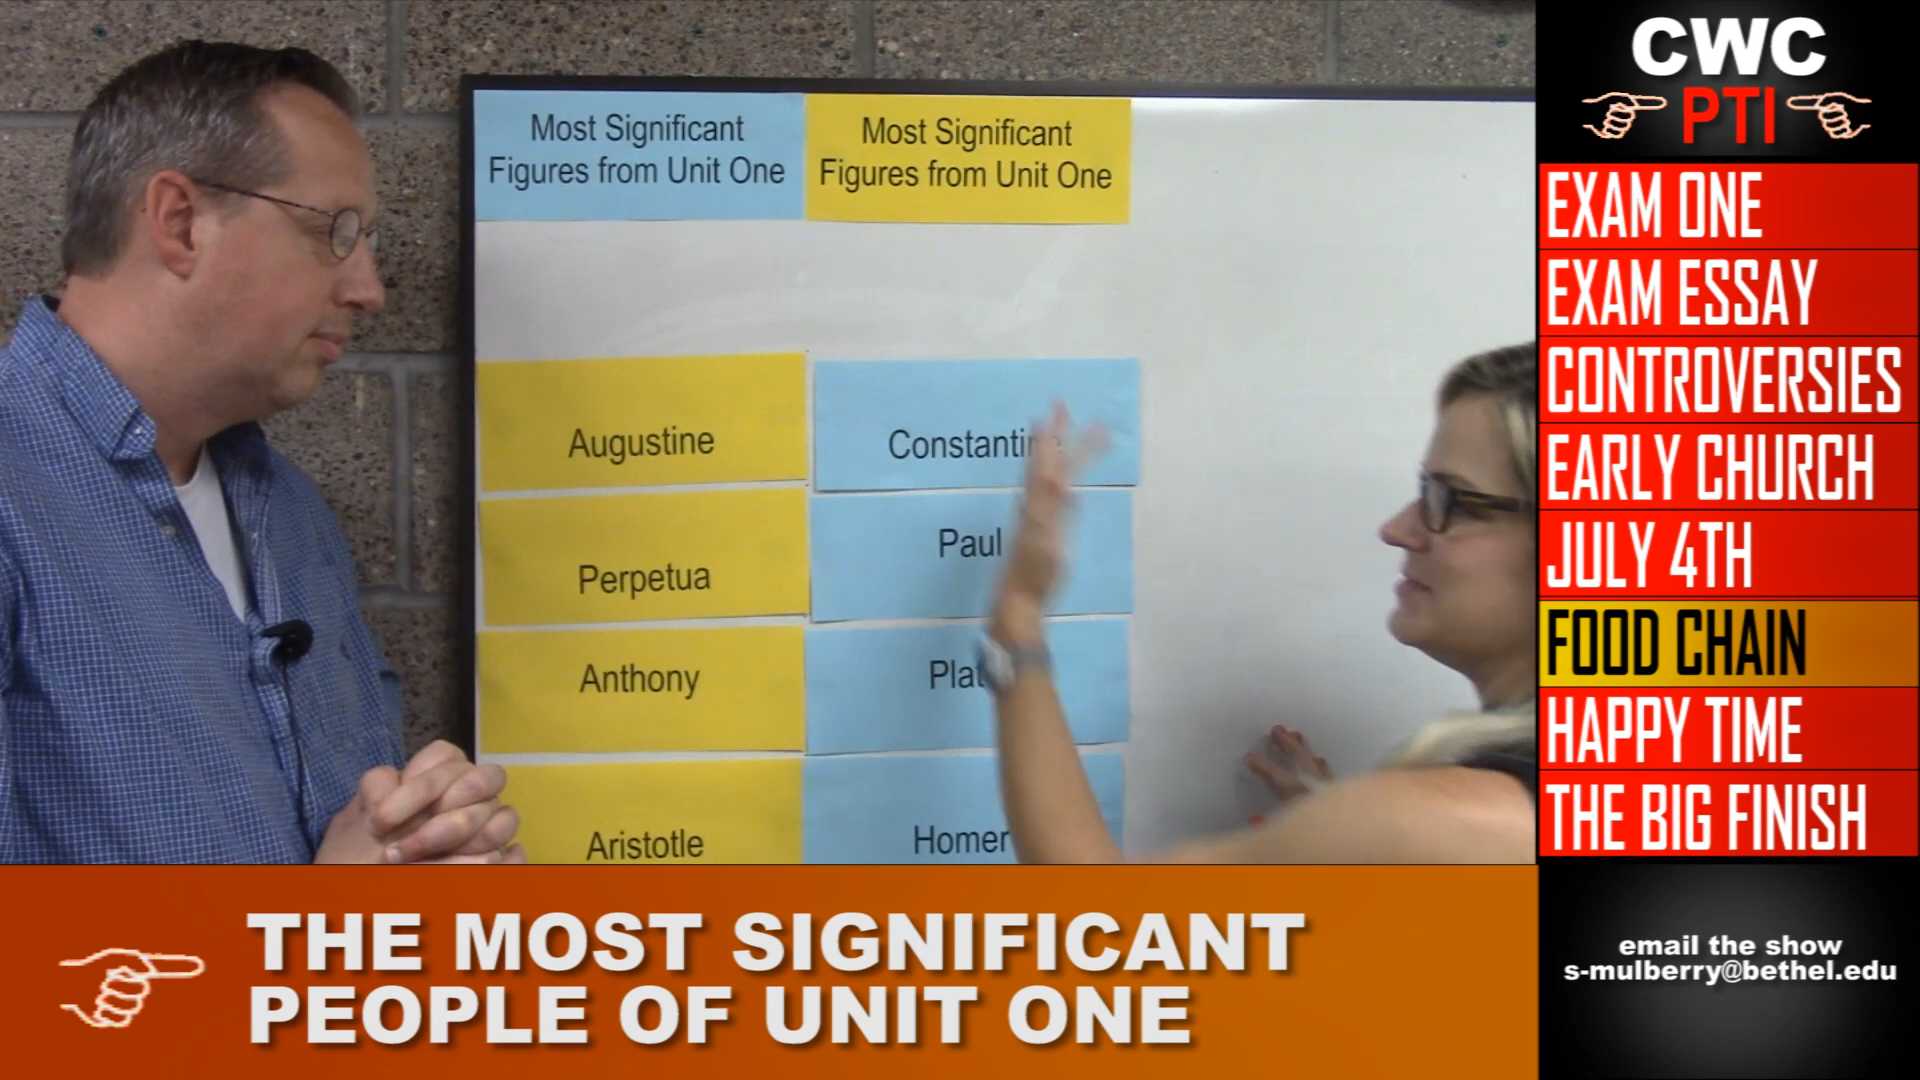 Most Significant
Figures from Unit One
Most Significant
Figures from Unit One
Augustine
Perpetua
Anthony
Aristotle
Paul
Homer
CWC
PTI
EXAM ONE
EXAM ESSAY
CONTROVERSIES
EARLY CHURCH
JULY 4TH
FOOD CHAIN
HAPPY TIME
THE BIG FINISH
THE MOST SIGNIFICANT
PEOPLE OF UNIT ONE
email the show
s-mulberry@bethel.edu